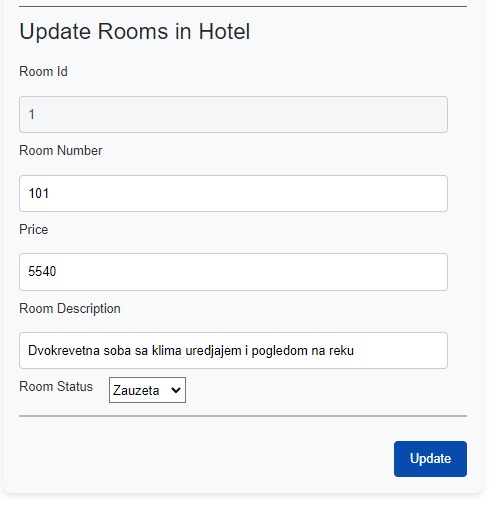 Update Rooms in Hotel
Room Id
1
Room Number
101
Price
5540
Room Description
Dvokrevetna soba sa klima uredjajem i pogledom na reku
Room Status Zauzeta
Update